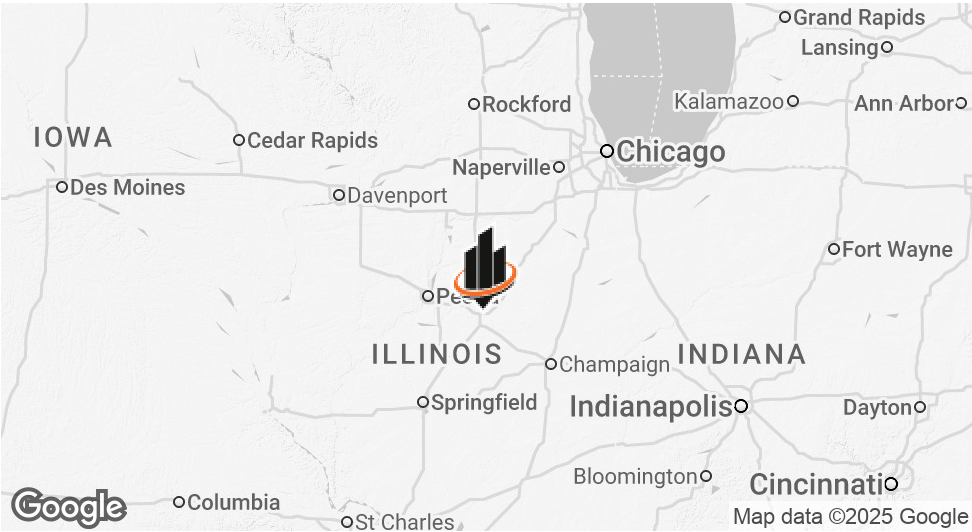 Grand Rapids
Lansing
Rockford
Kalamazoo
Ann Arbor
IOWA
Cedar Rapids
Chicago
Naperville
Des Moines
Davenport
Fort Wayne
ILLINOIS
INDIANA
Champaign
Springfield
Indianapolis
Dayton
Bloomington
Cincinnati
Columbia
Google
St Charles
Map data ©2025 Google